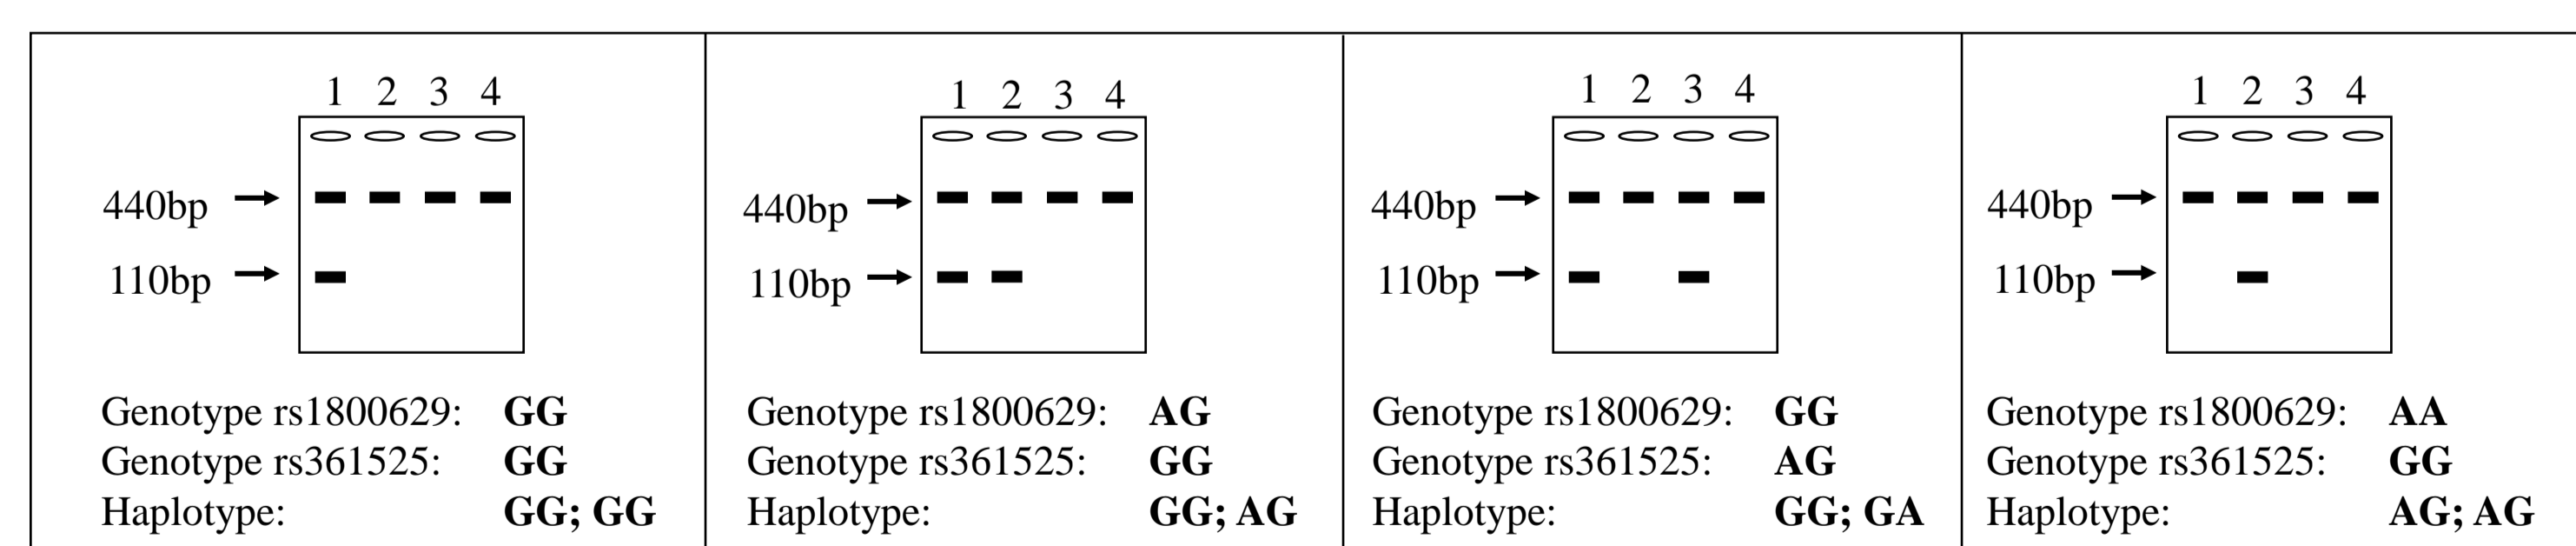 1 2 3 4
440bp
110bp
Genotype rs1800629: GG
Genotype rs361525: GG
Haplotype: GG; GG
1 2 3 4
440bp
110bp
Genotype rs1800629: AG
Genotype rs361525: GG
Haplotype: GG; AG
1 2 3 4
440bp
110bp
Genotype rs1800629: GG
Genotype rs361525: AG
Haplotype: GG; GA
1 2 3 4
440bp
110bp
Genotype rs1800629: AA
Genotype rs361525: GG
Haplotype: AG; AG